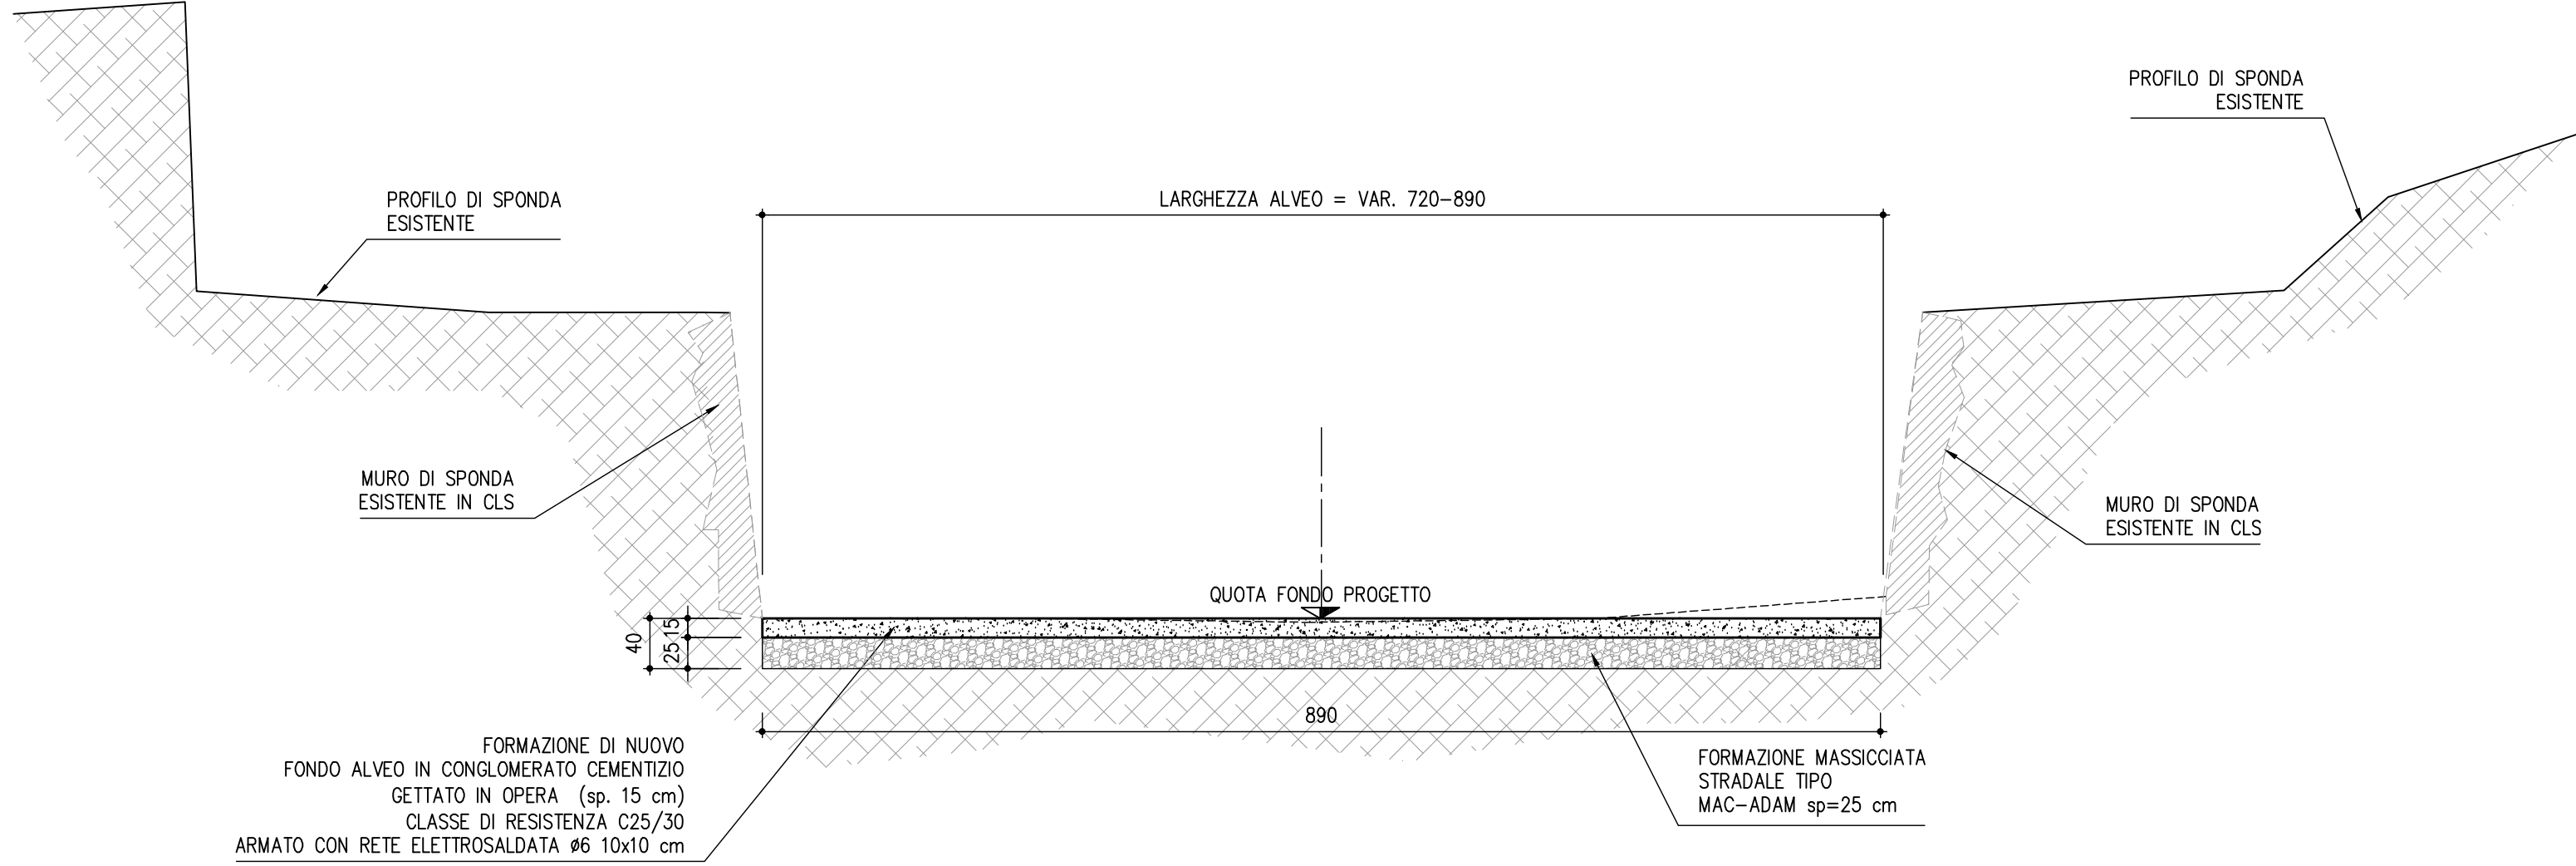 PROFILO DI SPONDA
ESISTENTE
PROFILO DI SPONDA
ESISTENTE
LARGHEZZA ALVEO = VAR. 720-890
MURO DI SPONDA
ESISTENTE IN CLS
MURO DI SPONDA
ESISTENTE IN CLS
QUOTA FONDO PROGETTO
40
15
25
890
FORMAZIONE DI NUOVO
FONDO ALVEO IN CONGLOMERATO CEMENTIZIO
GETTATO IN OPERA (sp. 15 cm)
CLASSE DI RESISTENZA C25/30
ARMATO CON RETE ELETTROSALDATA ø6 10x10 cm
FORMAZIONE MASSICCIATA
STRADALE TIPO
MAC-ADAM sp=25 cm